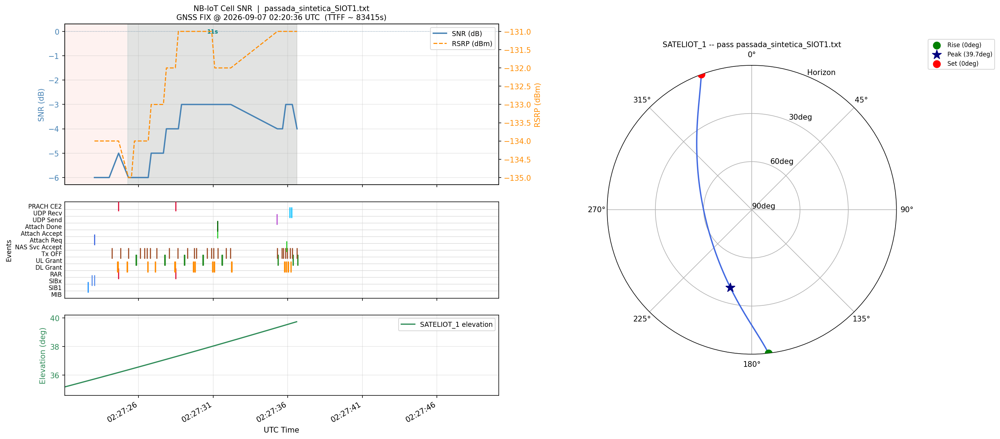 NB-IoT Cell SNR | passada_sintetica_SIOT1.txt
GNSS FIX @ 2026-09-07 02:20:36 UTC (TTFF ~ 83415s)
SNR (dB)
0
−1
−2
−3
−4
−5
−6
11s
SNR (dB)
RSRP (dBm)
−131.0
−131.5
−132.0
−132.5
−133.0
−133.5
−134.0
−134.5
−135.0
RSRP (dBm)
Events
PRACH CE2
UDP Recv
UDP Send
Attach Done
Attach Accept
Attach Req
NAS Svc Accept
Tx OFF
UL Grant
DL Grant
RAR
SIBx
SIB1
MIB
Elevation (deg)
40
38
36
SATELIOT_1 elevation
02:27:26
02:27:31
02:27:36
02:27:41
02:27:46
UTC Time
SATELIOT_1 -- pass passada_sintetica_SIOT1.txt
0°
Horizon
315°
45°
30deg
60deg
270°
90deg
90°
225°
135°
180°
Rise (0deg)
Peak (39.7deg)
Set (0deg)